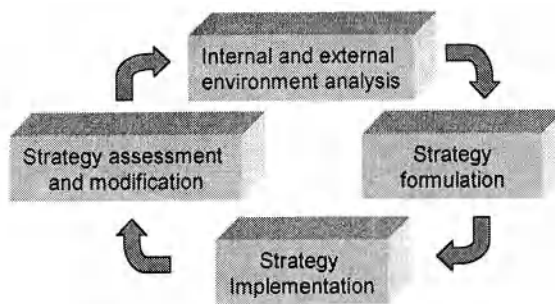 Internal and external
environment analysis
Strategy
formulation
Strategy
Implementation
Strategy assessment
and modification